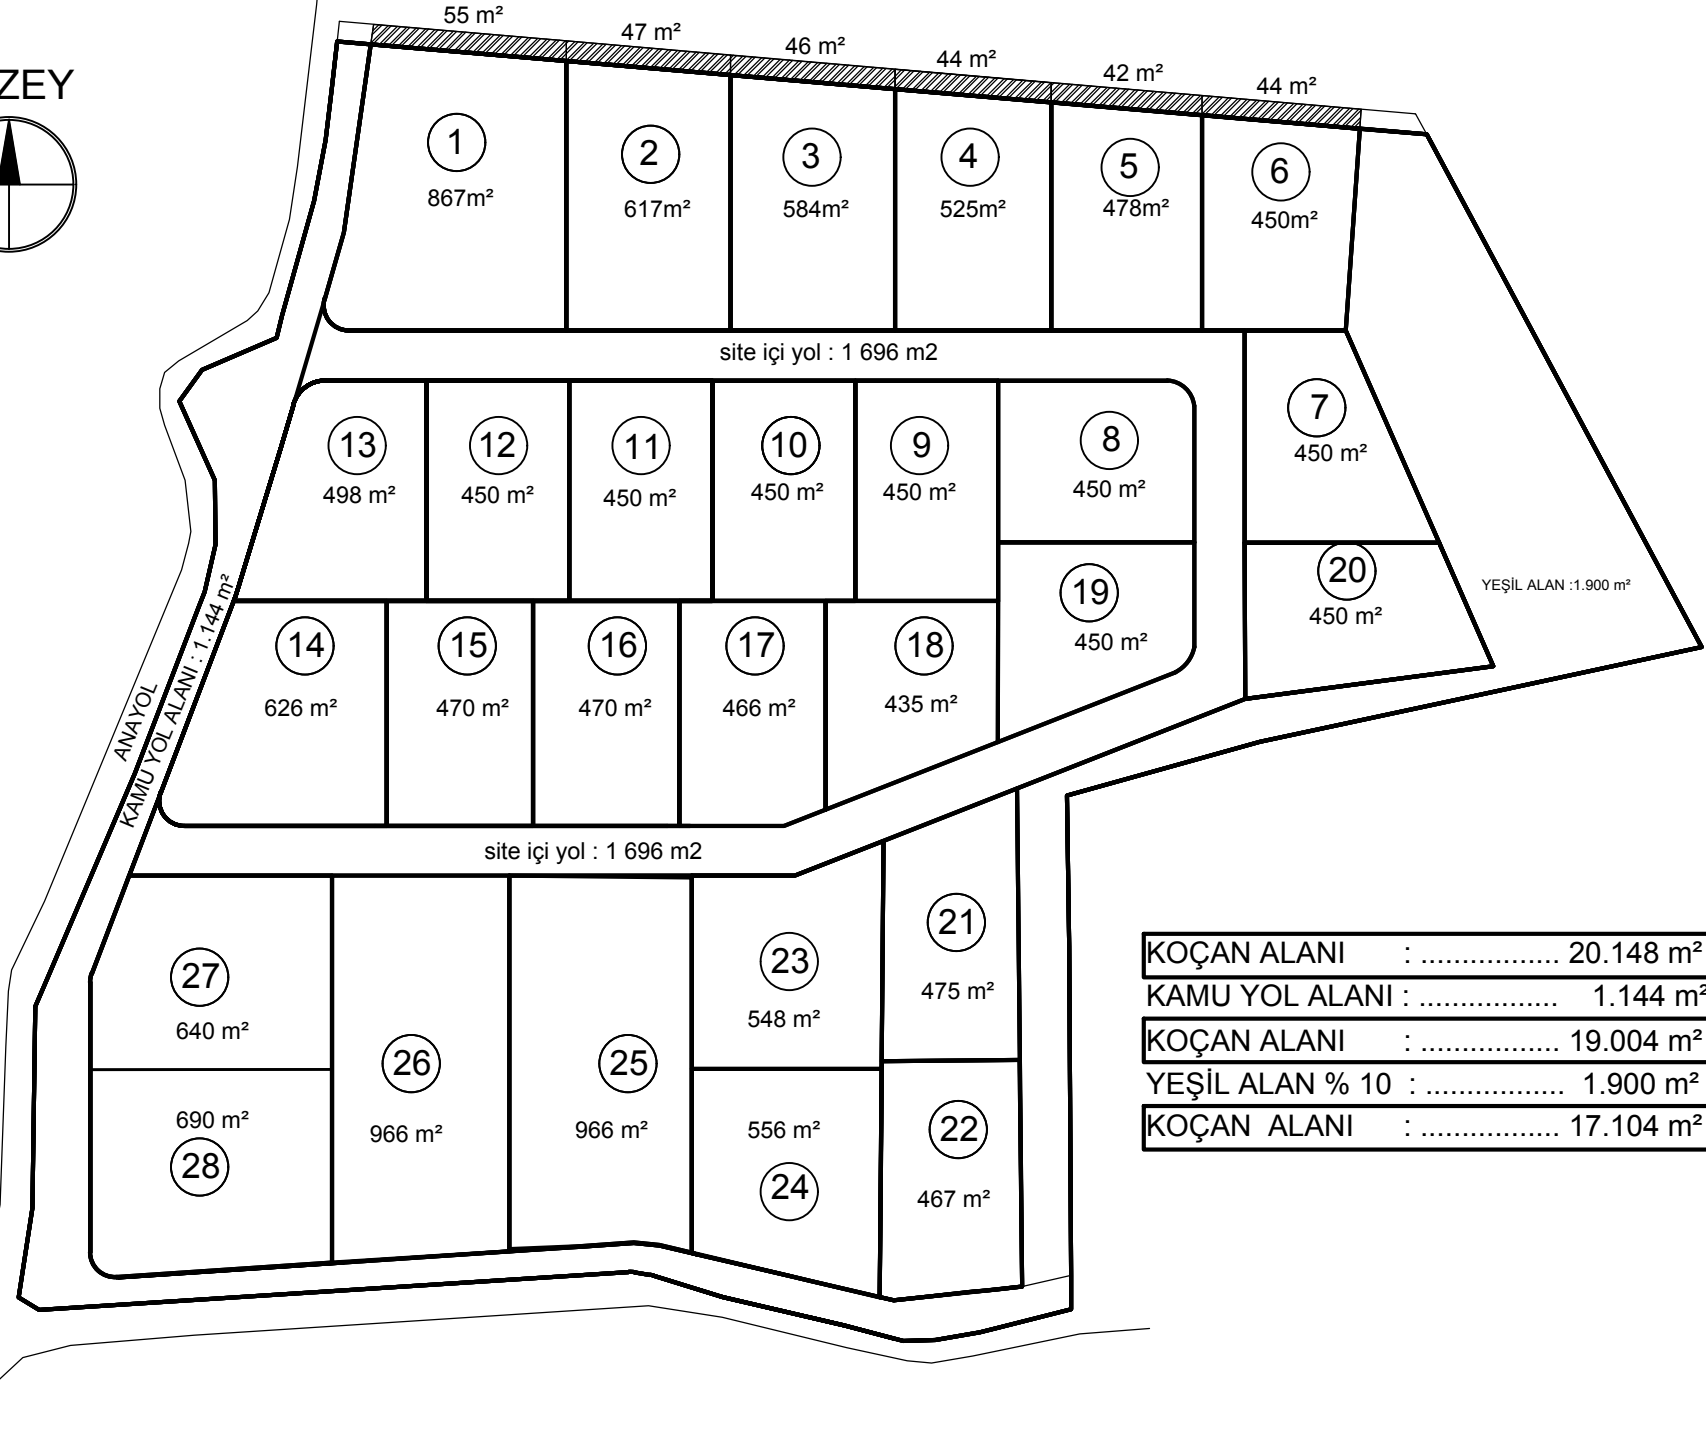 55 m²
47 m²
46 m²
44 m²
42 m²
44 m²
ZEY
1
867m²
2
617m²
3
584m²
4
525m²
5
478m²
6
450m²
site içi yol : 1 696 m2
7
450 m²
13
498 m²
12
450 m²
11
450 m²
10
450 m²
9
450 m²
8
450 m²
19
450 m²
20
450 m²
YEŞİL ALAN :1.900 m²
14
626 m²
15
470 m²
16
470 m²
17
466 m²
18
435 m²
ANAYOL
KAMU YOL ALANI : 1.144 m²
site içi yol : 1 696 m2
27
640 m²
690 m²
28
26
966 m²
25
966 m²
23
548 m²
556 m²
24
21
475 m²
22
467 m²
KOÇAN ALANI : ................. 20.148 m²
KAMU YOL ALANI : ................. 1.144 m²
KOÇAN ALANI : ................. 19.004 m²
YEŞİL ALAN % 10 : ................. 1.900 m²
KOÇAN ALANI : ................. 17.104 m²